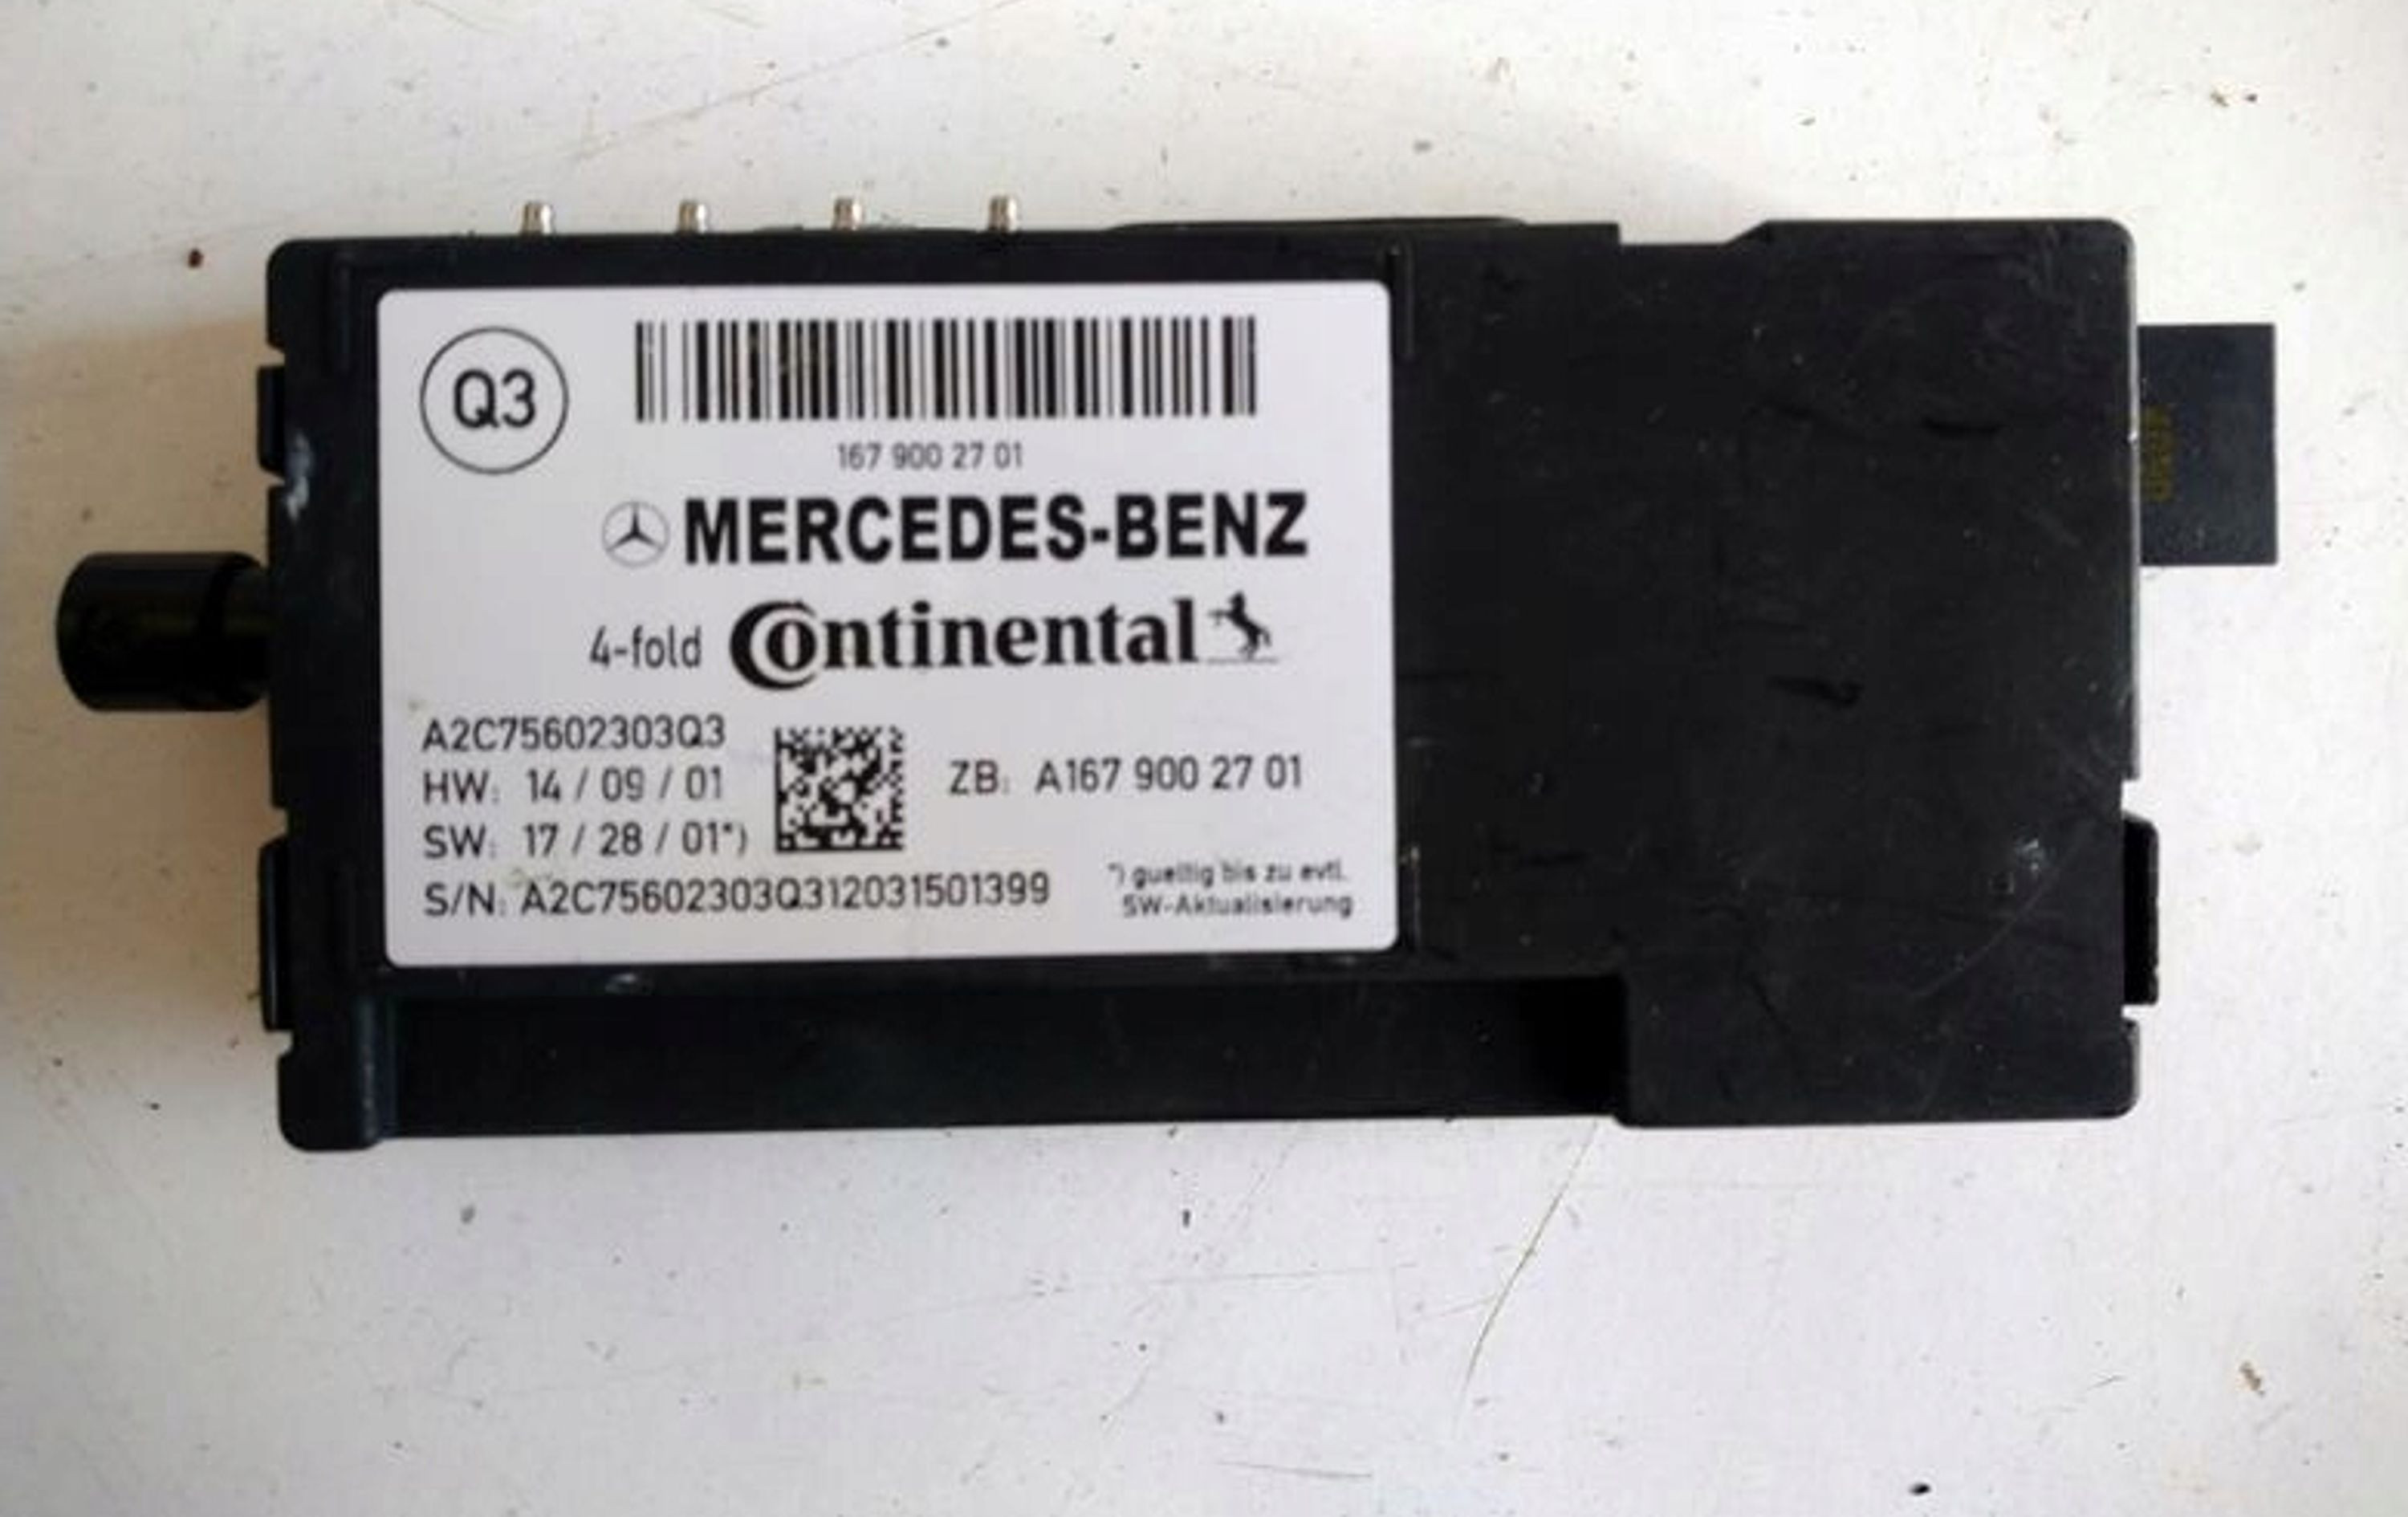 Q3
167 900 27 01
MERCEDES-BENZ
4-fold Continental
A2C75602303Q3
HW: 14 / 09 / 01
SW: 17 / 28 / 01*)
ZB: A167 900 27 01
S/N: A2C75602303Q312031501399
*) gueltig bis zu evtl.
SW-Aktualisierung